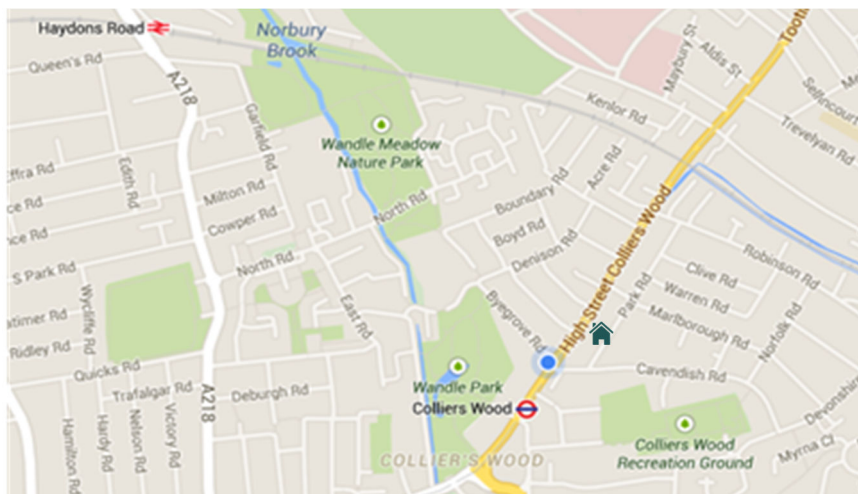 Haydons Road
Norbury
Brook
Tooti
Queen's Rd
A218
Maybury St
Aldis St
Sellincour
Kenlor Rd
Trevelyan Rd
Garfield Rd
Wandle Meadow
Nature Park
Effra Rd
Edith Rd
Milton Rd
North Rd
Boundary Rd
Acre Rd
ce Rd
Cowper Rd
nce Rd
Boyd Rd
Denison Rd
High Street Colliers Wood
Robinson Rd
S Park Rd
North Rd
Clive Rd
Wycliffe Rd
East Rd
Byegrove Rd
Park Rd
Warren Rd
Marlborough Rd
Norfolk Rd
atimer Rd
Ridley Rd
Quicks Rd
Cavendish Rd
Trafalgar Rd
A218
Deburgh Rd
Wandle Park
Colliers Wood
Devonshi
Hamilton Rd
Hardy Rd
Nelson Rd
Victory Rd
Colliers Wood
Recreation Ground
Myrna Cl
COLLIER'S WOOD